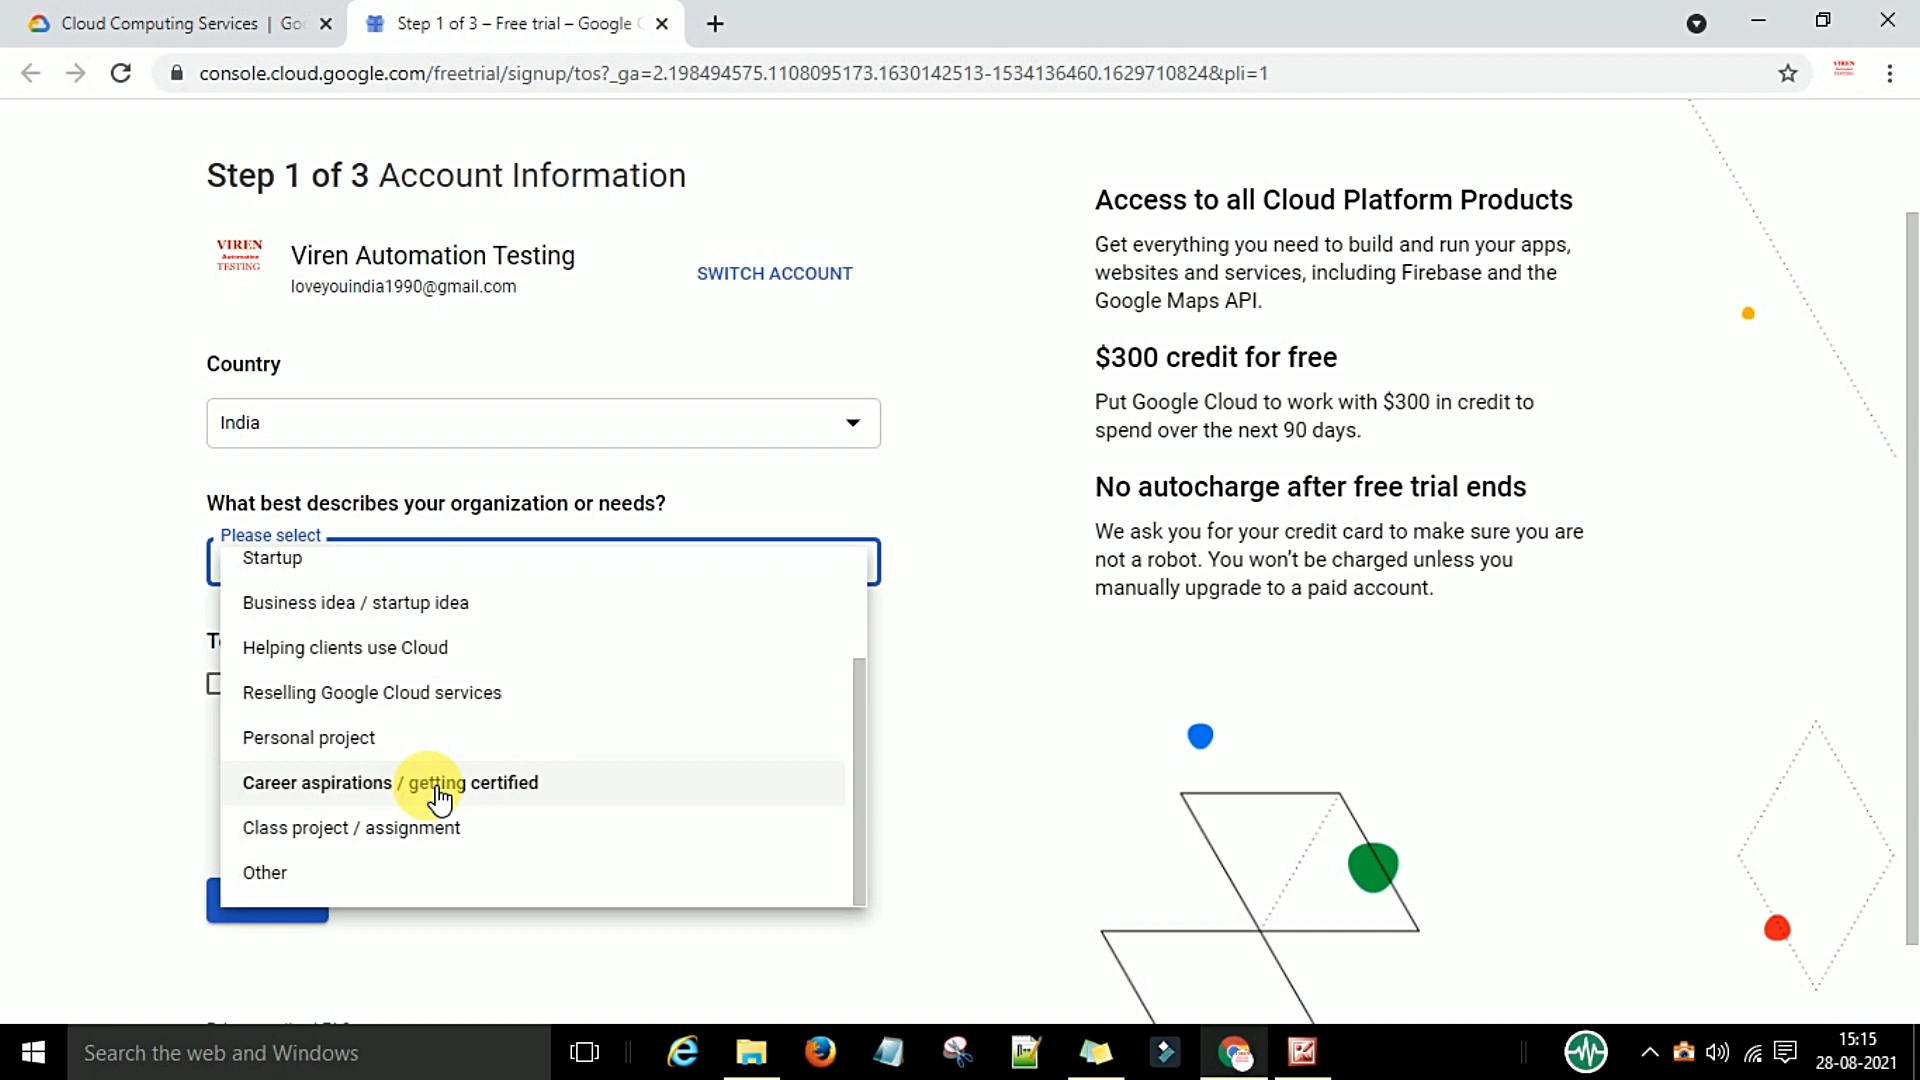 Cloud Computing Services | Goo
Step 1 of 3 – Free trial – Google C
console.cloud.google.com/freetrial/signup/tos?_ga=2.198494575.1108095173.1630142513-1534136460.1629710824&pli=1
Step 1 of 3 Account Information
VIREN
Automation
TESTING
Viren Automation Testing
loveyouindia1990@gmail.com
SWITCH ACCOUNT
Country
India
What best describes your organization or needs?
Please select
Startup
Business idea / startup idea
Helping clients use Cloud
Reselling Google Cloud services
Personal project
Career aspirations / getting certified
Class project / assignment
Other
Access to all Cloud Platform Products
Get everything you need to build and run your apps,
websites and services, including Firebase and the
Google Maps API.
$300 credit for free
Put Google Cloud to work with $300 in credit to
spend over the next 90 days.
No autocharge after free trial ends
We ask you for your credit card to make sure you are
not a robot. You won’t be charged unless you
manually upgrade to a paid account.
Search the web and Windows
15:15
28-08-2021